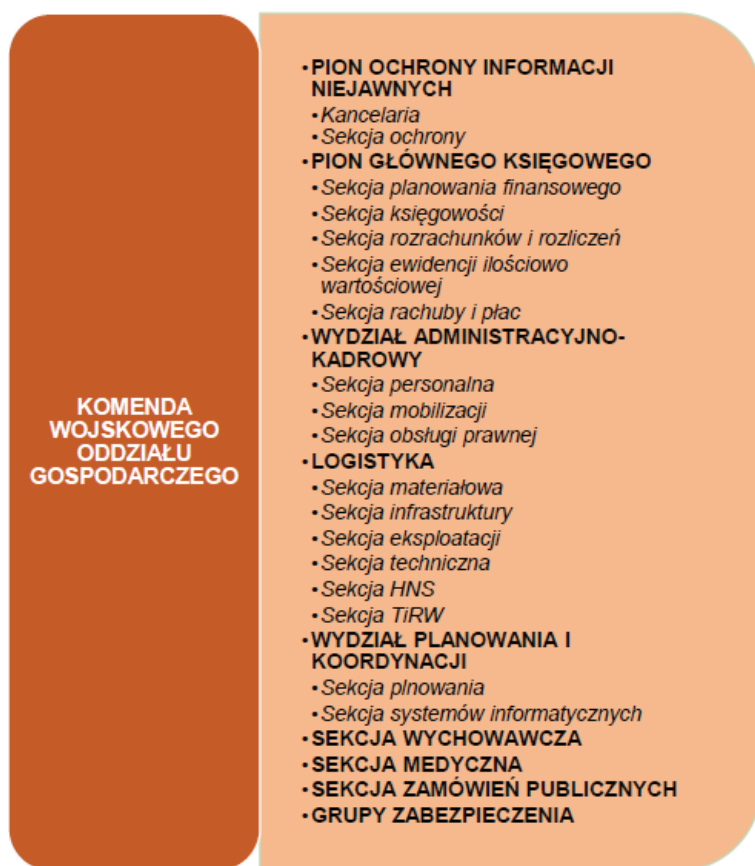 KOMENDA
WOJSKOWEGO
ODDZIAŁU
GOSPODARCZEGO
•PION OCHRONY INFORMACJI
NIEJAWNYCH
•Kancelaria
•Sekcja ochrony
•PION GŁÓWNEGO KSIĘGOWEGO
•Sekcja planowania finansowego
•Sekcja księgowości
•Sekcja rozrachunków i rozliczeń
•Sekcja ewidencji ilościowo
wartościowej
•Sekcja rachuby i płac
•WYDZIAŁ ADMINISTRACYJNO-
KADROWY
•Sekcja personalna
•Sekcja mobilizacji
•Sekcja obsługi prawnej
•LOGISTYKA
•Sekcja materiałowa
•Sekcja infrastruktury
•Sekcja eksploatacji
•Sekcja techniczna
•Sekcja HNS
•Sekcja TiRW
•WYDZIAŁ PLANOWANIA I
KOORDYNACJI
•Sekcja plnowania
•Sekcja systemów informatycznych
•SEKCJA WYCHOWAWCZA
•SEKCJA MEDYCZNA
•SEKCJA ZAMÓWIEŃ PUBLICZNYCH
•GRUPY ZABEZPIECZENIA